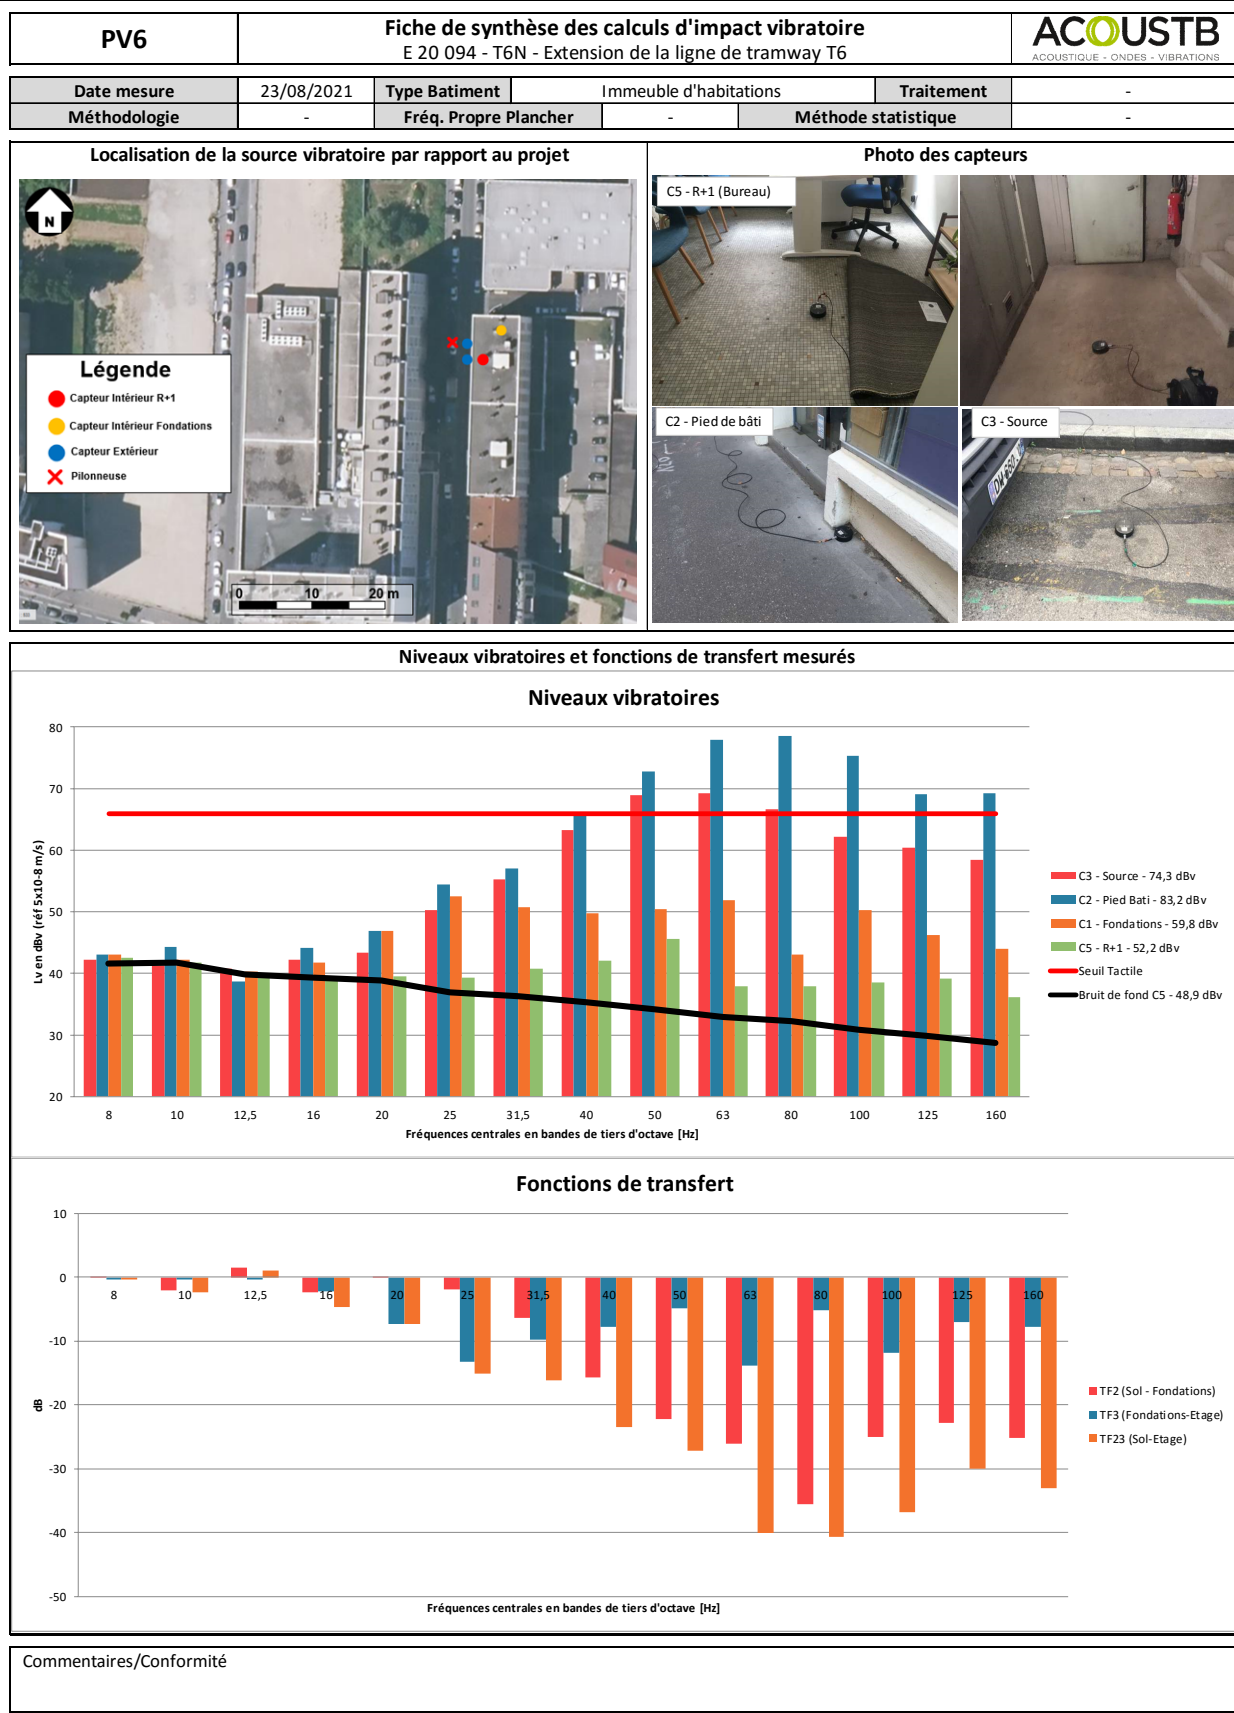 PV6
Fiche de synthèse des calculs d'impact vibratoire
E 20 094 - T6N - Extension de la ligne de tramway T6
ACOUSTB
ACOUSTIQUE - ONDES - VIBRATIONS
Date mesure 23/08/2021 Type Batiment Immeuble d'habitations Traitement -
Méthodologie - Fréq. Propre Plancher - Méthode statistique -
Localisation de la source vibratoire par rapport au projet
Photo des capteurs
N
Légende
Capteur Intérieur R+1
Capteur Intérieur Fondations
Capteur Extérieur
Pilonneuse
0 10 20 m
C5 - R+1 (Bureau)
C2 - Pied de bâti
C3 - Source
Niveaux vibratoires et fonctions de transfert mesurés
Niveaux vibratoires
80
70
60
50
40
30
20
Lv en dBv (réf 5x10-8 m/s)
8 10 12,5 16 20 25 31,5 40 50 63 80 100 125 160
Fréquences centrales en bandes de tiers d'octave [Hz]
C3 - Source - 74,3 dBv
C2 - Pied Bati - 83,2 dBv
C1 - Fondations - 59,8 dBv
C5 - R+1 - 52,2 dBv
Seuil Tactile
Bruit de fond C5 - 48,9 dBv
Fonctions de transfert
10
0
-10
-20
-30
-40
-50
dB
8 10 12,5 16 20 25 31,5 40 50 63 80 100 125 160
Fréquences centrales en bandes de tiers d'octave [Hz]
TF2 (Sol - Fondations)
TF3 (Fondations-Etage)
TF23 (Sol-Etage)
Commentaires/Conformité